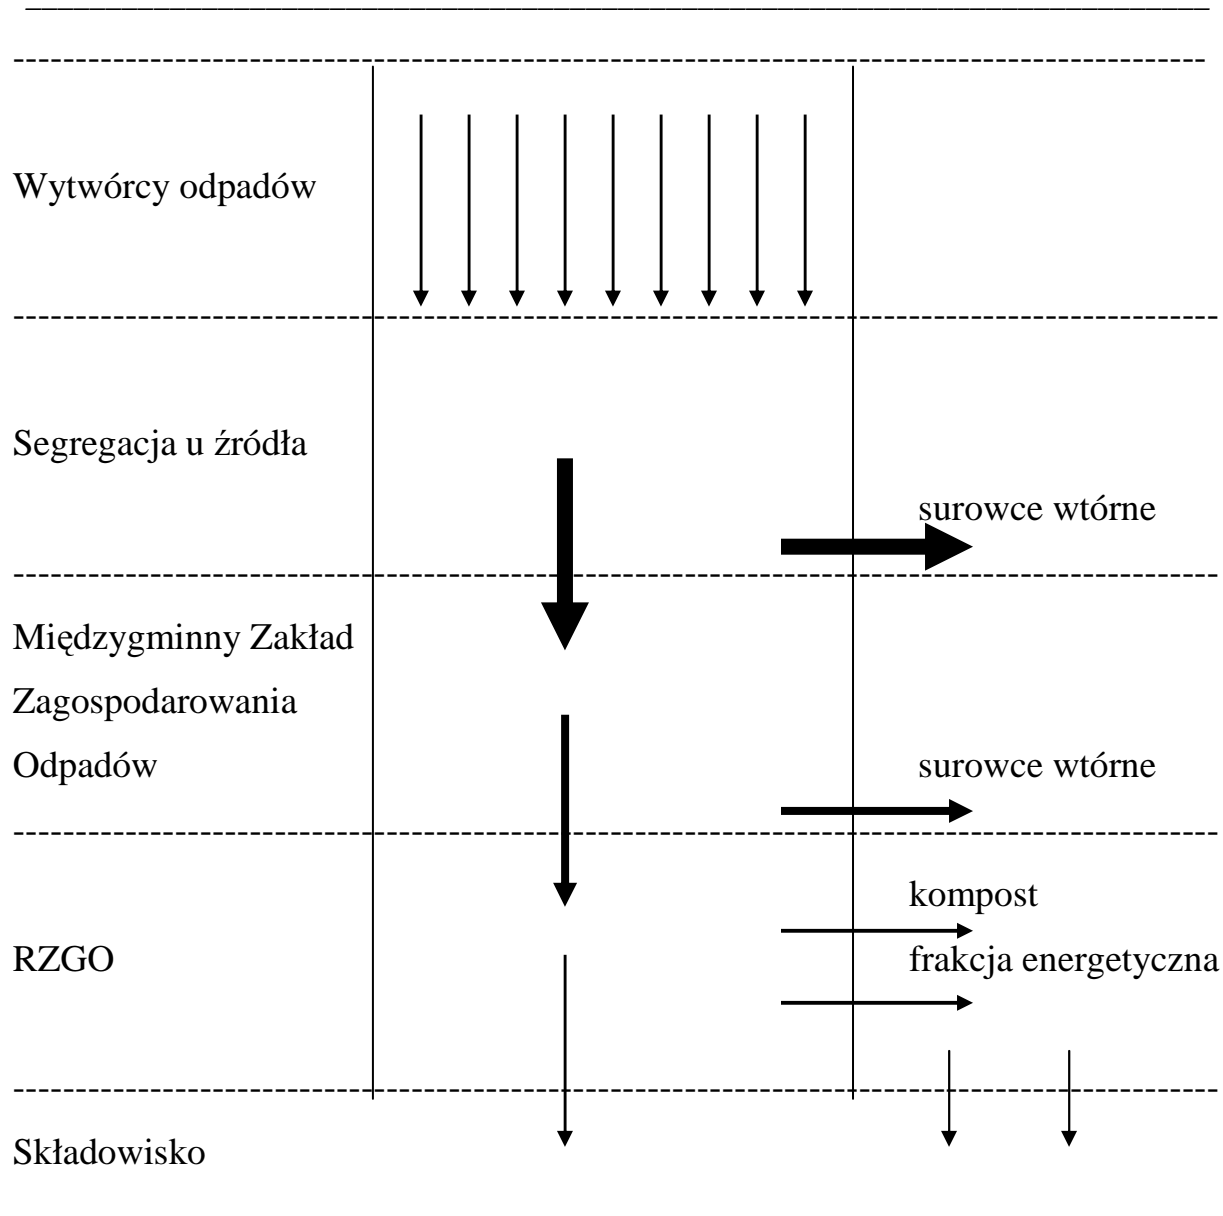 Wytwórcy odpadów
Segregacja u źródła
surowce wtórne
Międzygminny Zakład
Zagospodarowania
Odpadów
surowce wtórne
kompost
RZGO
frakcja energetyczna
Składowisko